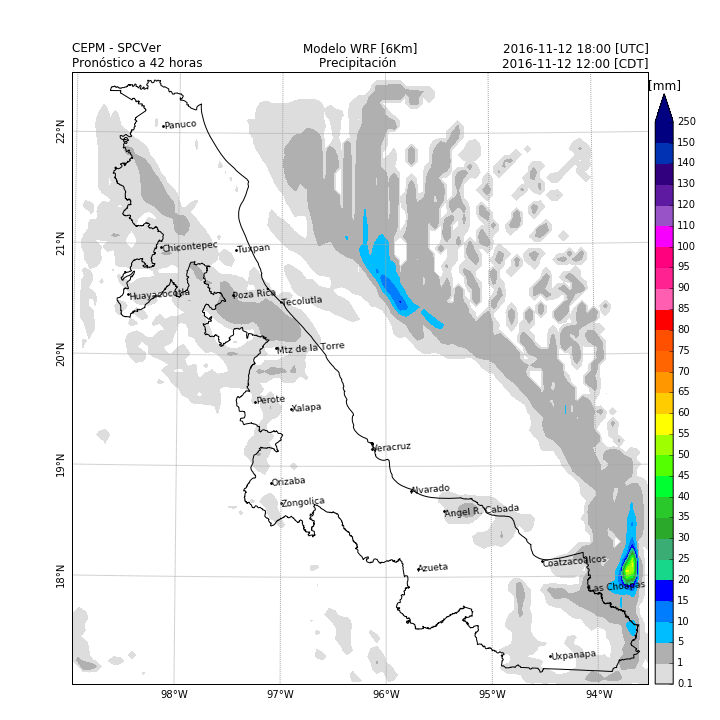 CEPM - SPCVer
Modelo WRF [6Km]
2016-11-12 18:00 [UTC]
Pronóstico a 42 horas
Precipitación
2016-11-12 12:00 [CDT]
[mm]
22°N
21°N
20°N
19°N
18°N
98°W
97°W
96°W
95°W
94°W
Panuco
Chicontepec
Tuxpan
Huayacocotla
Poza Rica
Tecolutla
Mtz de la Torre
Perote
Xalapa
Veracruz
Orizaba
Zongolica
Alvarado
Angel R. Cabada
Azueta
Coatzacoalcos
Las Choapas
Uxpanapa
250
150
140
130
120
110
100
95
90
85
80
75
70
65
60
55
50
45
40
35
30
25
20
15
10
5
1
0.1